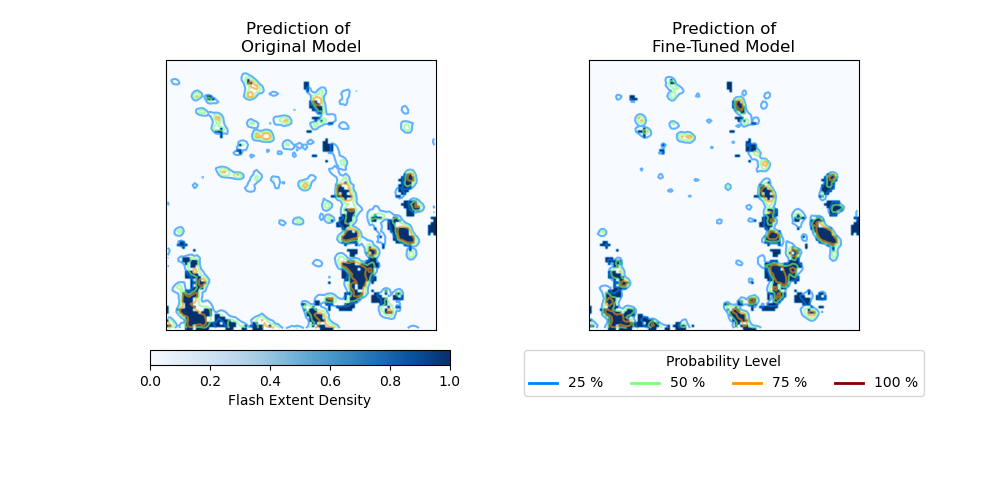 Prediction of
Original Model
Prediction of
Fine-Tuned Model
0.0 0.2 0.4 0.6 0.8 1.0
Flash Extent Density
Probability Level
25 % 50 % 75 % 100 %